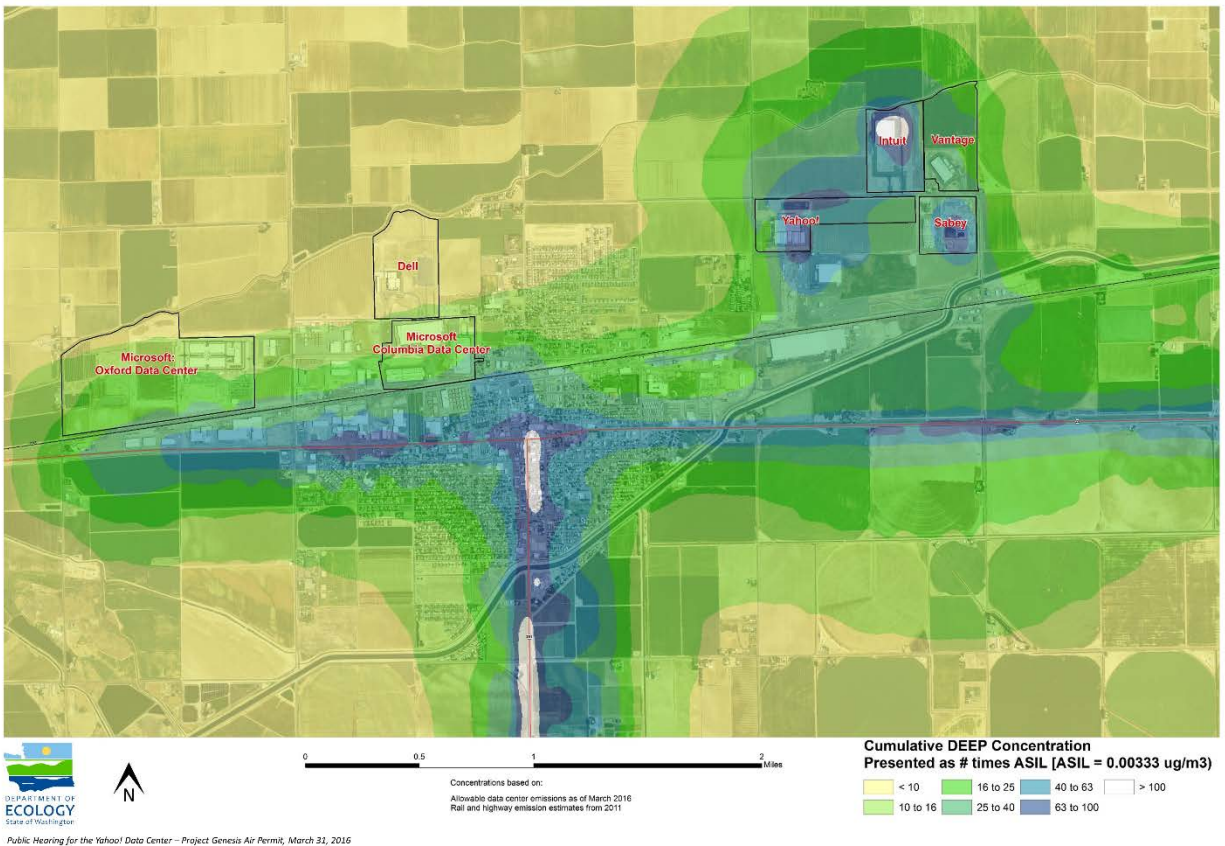 Intuit
Vantage
Yahoo!
Sabey
Dell
Microsoft
Columbia Data Center
Microsoft:
Oxford Data Center
0 0.5 1 2
Miles
N
Concentrations based on:
Allowable data center emissions as of March 2016
Rail and highway emission estimates from 2011
Cumulative DEEP Concentration
Presented as # times ASIL [ASIL = 0.00333 ug/m3)
< 10 16 to 25 40 to 63 > 100
10 to 16 25 to 40 63 to 100
DEPARTMENT OF
ECOLOGY
State of Washington
Public Hearing for the Yahoo! Data Center – Project Genesis Air Permit, March 31, 2016